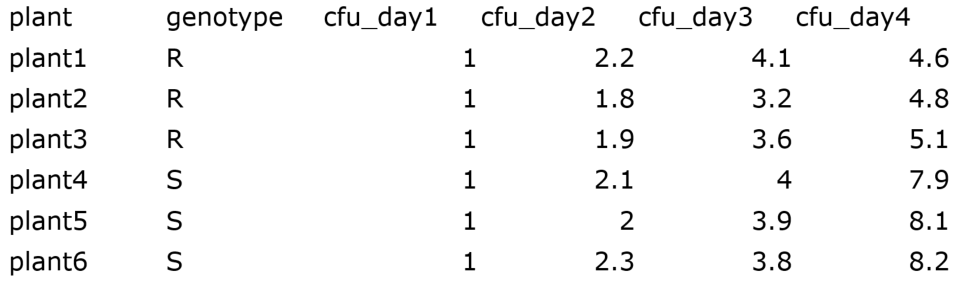 plant genotype cfu_day1 cfu_day2 cfu_day3 cfu_day4
plant1 R 1 2.2 4.1 4.6
plant2 R 1 1.8 3.2 4.8
plant3 R 1 1.9 3.6 5.1
plant4 S 1 2.1 4 7.9
plant5 S 1 2 3.9 8.1
plant6 S 1 2.3 3.8 8.2